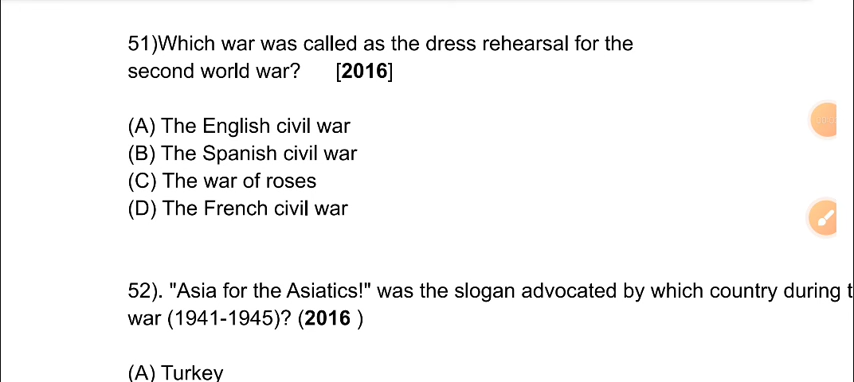 51)Which war was called as the dress rehearsal for the
second world war? [2016]
(A) The English civil war
(B) The Spanish civil war
(C) The war of roses
(D) The French civil war
52). "Asia for the Asiatics!" was the slogan advocated by which country during
war (1941-1945)? (2016 )
(A) Turkey